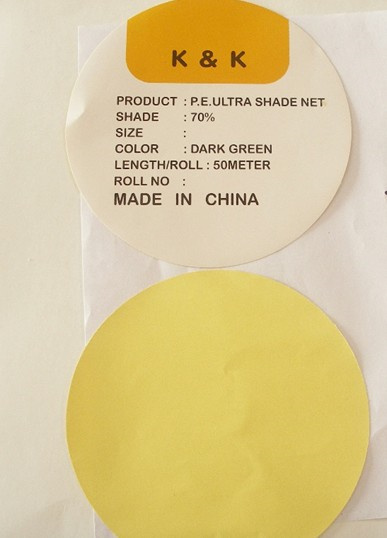 K & K
PRODUCT : P.E.ULTRA SHADE NET
SHADE : 70%
SIZE :
COLOR : DARK GREEN
LENGTH/ROLL : 50METER
ROLL NO :
MADE IN CHINA